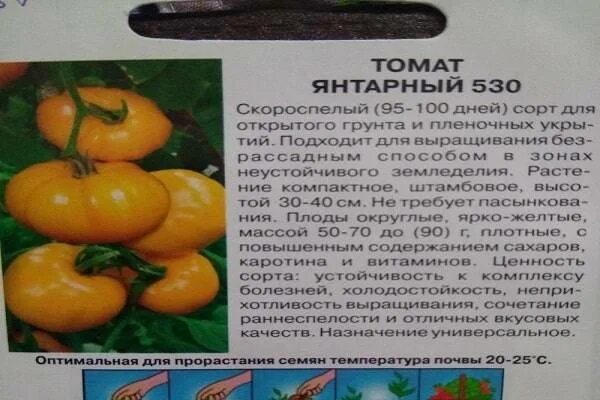 ТОМАТ
ЯНТАРНЫЙ 530
Скороспелый (95-100 дней) сорт для
открытого грунта и пленочных укры-
тий. Подходит для выращивания без-
рассадным способом в зонах
неустойчивого земледелия. Расте-
ние компактное, штамбовое, высо-
той 30-40 см. Не требует пасынкова-
ния. Плоды округлые, ярко-желтые,
массой 50-70 до (90) г, плотные, с
повышенным содержанием сахаров,
каротина и витаминов. Ценность
сорта: устойчивость к комплексу
болезней, холодостойкость, непри-
хотливость выращивания, сочетание
раннеспелости и отличных вкусовых
качеств. Назначение универсальное.
Оптимальная для прорастания семян температура почвы 20-25°С.